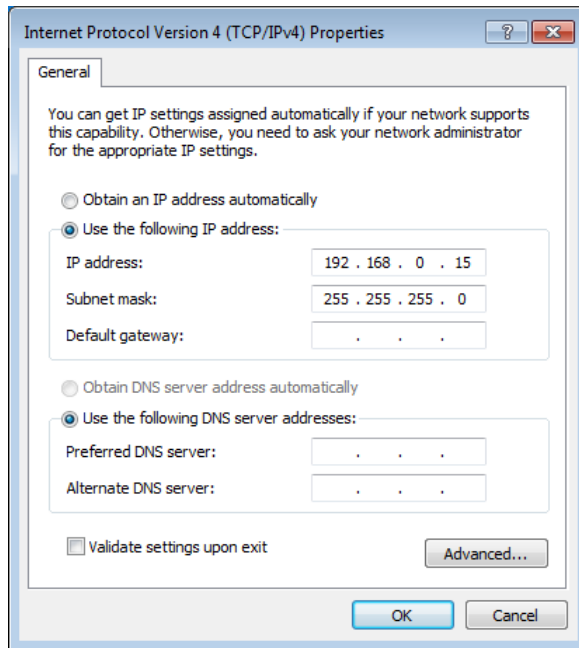 Internet Protocol Version 4 (TCP/IPv4) Properties
General
You can get IP settings assigned automatically if your network supports
this capability. Otherwise, you need to ask your network administrator
for the appropriate IP settings.
Obtain an IP address automatically
Use the following IP address:
IP address: 192 . 168 . 0 . 15
Subnet mask: 255 . 255 . 255 . 0
Default gateway: . . .
Obtain DNS server address automatically
Use the following DNS server addresses:
Preferred DNS server: . . .
Alternate DNS server: . . .
Validate settings upon exit
Advanced...
OK Cancel